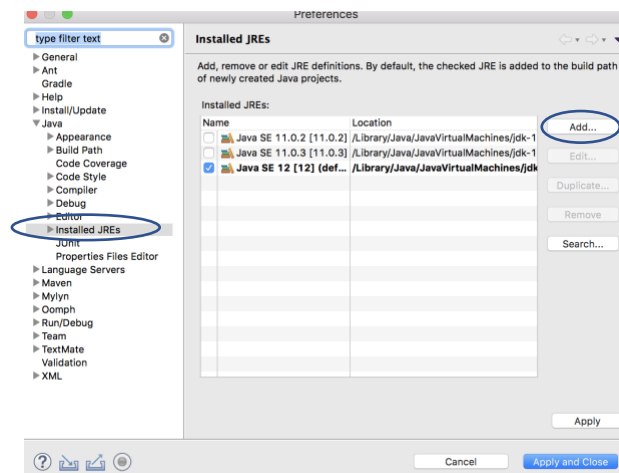 Preferences
type filter text
General
Ant
Gradle
Help
Install/Update
Java
Appearance
Build Path
Code Coverage
Code Style
Compiler
Debug
Editor
Installed JREs
JUnit
Properties Files Editor
Language Servers
Maven
Mylyn
Oomph
Run/Debug
Team
TextMate
Validation
XML
Installed JREs
Add, remove or edit JRE definitions. By default, the checked JRE is added to the build path
of newly created Java projects.
Installed JREs:
Name Location
Java SE 11.0.2 [11.0.2] /Library/Java/JavaVirtualMachines/jdk-1
Java SE 11.0.3 [11.0.3] /Library/Java/JavaVirtualMachines/jdk-1
Java SE 12 [12] (def... /Library/Java/JavaVirtualMachines/jdk
Add...
Edit...
Duplicate...
Remove
Search...
Apply
? Cancel Apply and Close